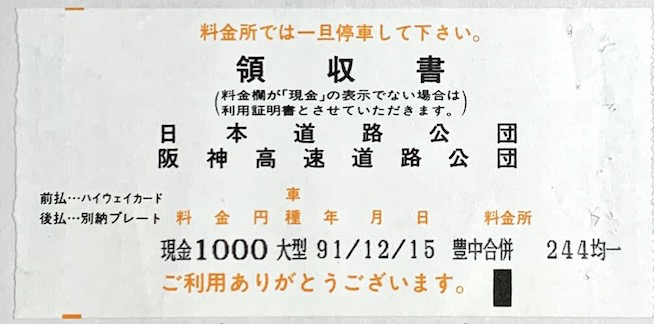 料金所では一旦停車して下さい。
領収書
(料金欄が「現金」の表示でない場合は
利用証明書とさせていただきます。)
日本道路公団
阪神高速道路公団
前払…ハイウェイカード 車
後払…別納プレート 料金円種 年 月 日 料金所
現金1000 大型 91/12/15 豊中合併 244均一
ご利用ありがとうございます。